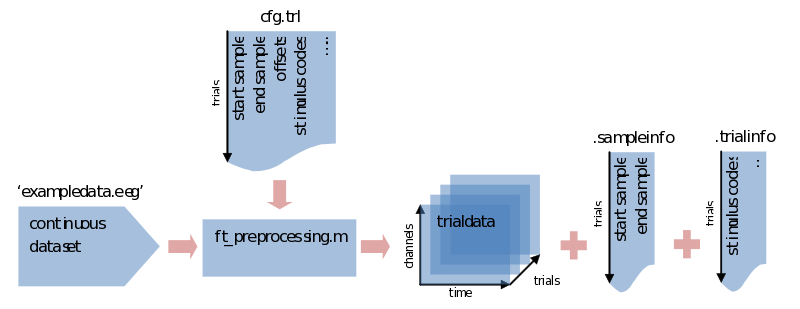 cfg.trl
trials
start sample
end sample
offsets
stimulus codes
....
'exampledata.eeg'
continuous
dataset
ft_preprocessing.m
channels
trialdata
time
trials
.sampleinfo
trials
start sample
end sample
.trialinfo
trials
stimulus codes
..